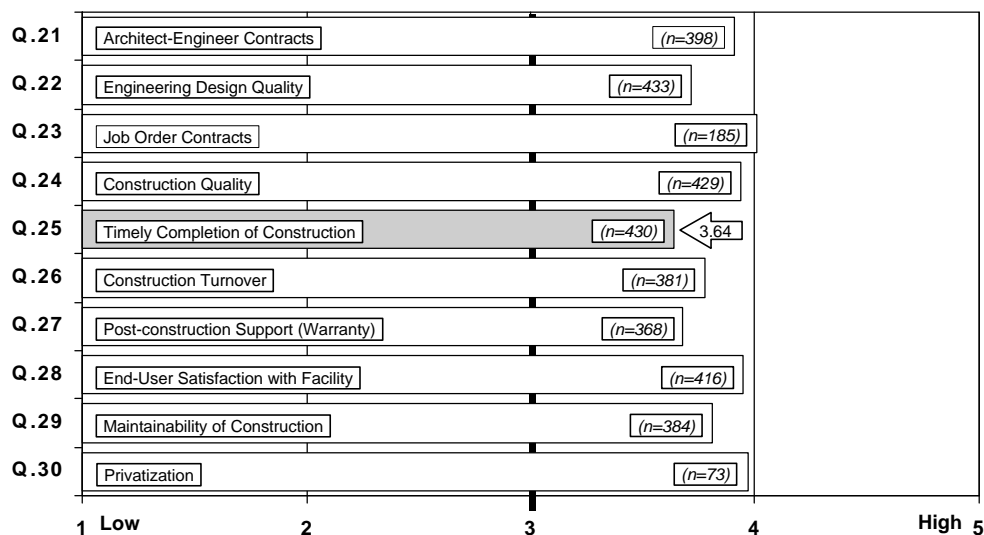 Q.21 Architect-Engineer Contracts (n=398)
Q.22 Engineering Design Quality (n=433)
Q.23 Job Order Contracts (n=185)
Q.24 Construction Quality (n=429)
Q.25 Timely Completion of Construction (n=430) 3.64
Q.26 Construction Turnover (n=381)
Q.27 Post-construction Support (Warranty) (n=368)
Q.28 End-User Satisfaction with Facility (n=416)
Q.29 Maintainability of Construction (n=384)
Q.30 Privatization (n=73)
1 Low 2 3 4 High 5